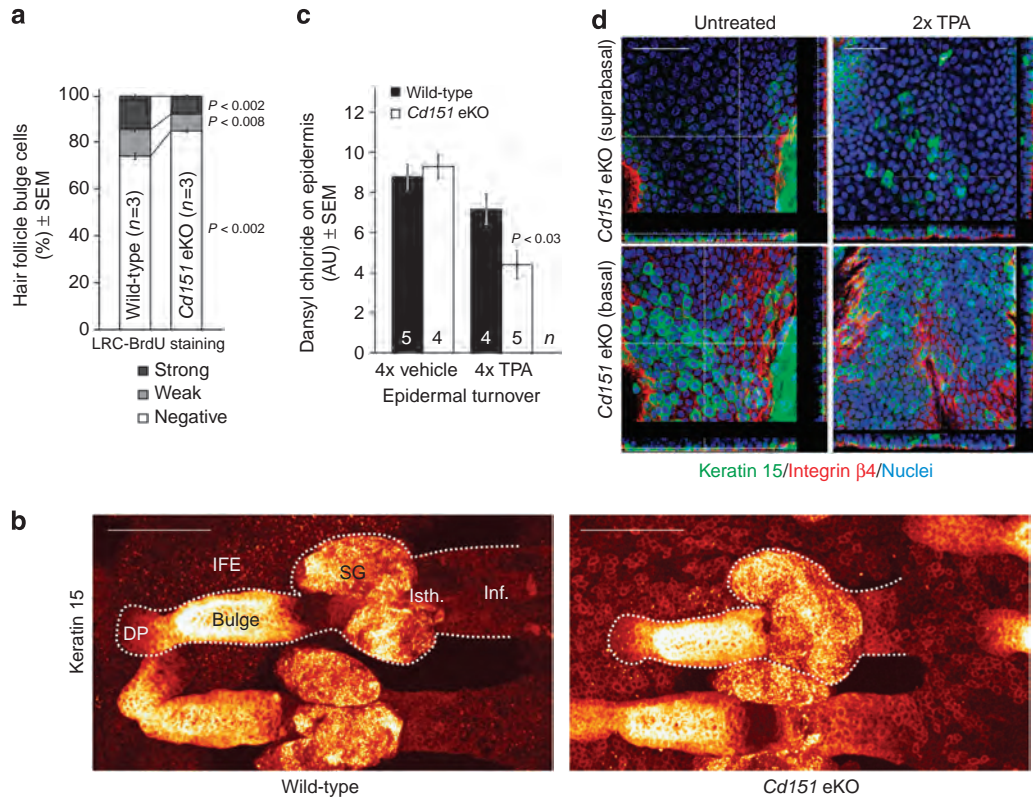 a
Hair follicle bulge cells
(%) ± SEM
100
80
60
40
20
0
Wild-type (n=3)
Cd151 eKO (n=3)
P < 0.002
P < 0.008
P < 0.002
LRC-BrdU staining
Strong
Weak
Negative
c
Dansyl chloride on epidermis
(AU) ± SEM
12
10
8
6
4
2
0
Wild-type
Cd151 eKO
P < 0.03
5
4
4
5
n
4x vehicle
4x TPA
Epidermal turnover
d
Untreated
2x TPA
Cd151 eKO (suprabasal)
Cd151 eKO (basal)
Keratin 15/Integrin β4/Nuclei
b
Keratin 15
IFE
SG
Isth.
Inf.
Bulge
DP
Wild-type
Cd151 eKO